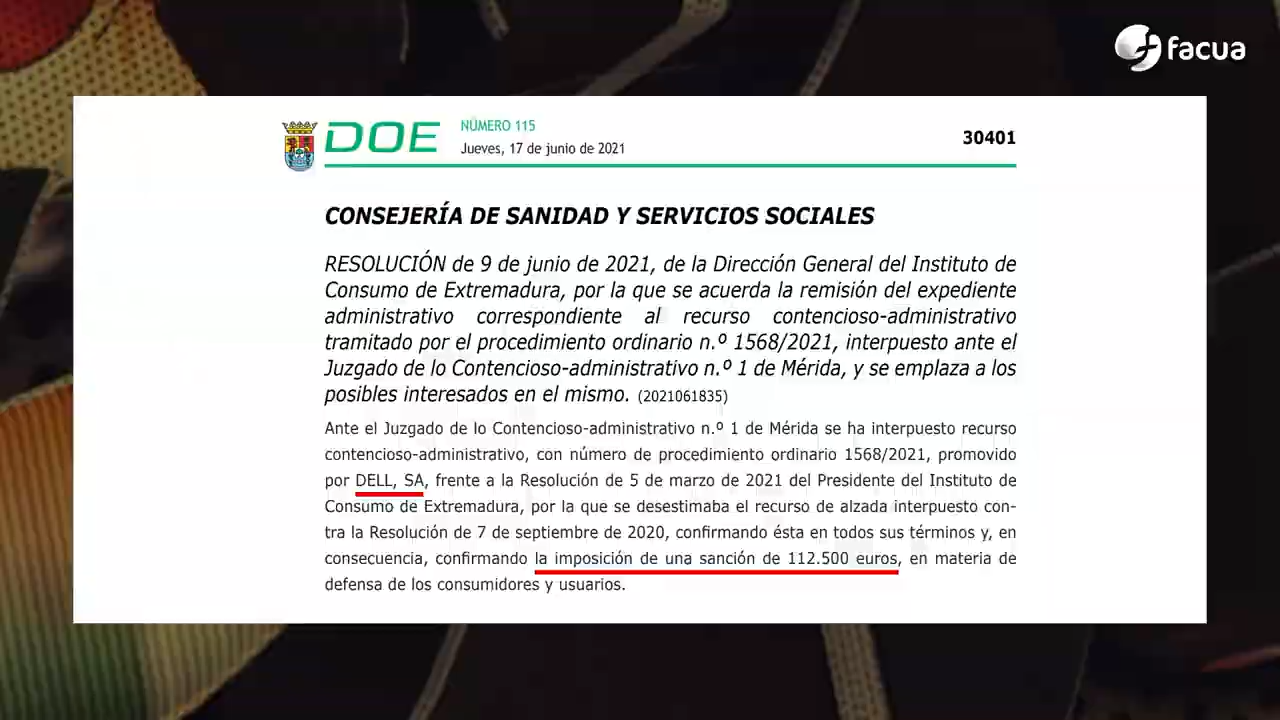 facua
DOE
NÚMERO 115
Jueves, 17 de junio de 2021
30401
CONSEJERÍA DE SANIDAD Y SERVICIOS SOCIALES
RESOLUCIÓN de 9 de junio de 2021, de la Dirección General del Instituto de
Consumo de Extremadura, por la que se acuerda la remisión del expediente
administrativo correspondiente al recurso contencioso-administrativo
tramitado por el procedimiento ordinario n.º 1568/2021, interpuesto ante el
Juzgado de lo Contencioso-administrativo n.º 1 de Mérida, y se emplaza a los
posibles interesados en el mismo. (2021061835)
Ante el Juzgado de lo Contencioso-administrativo n.º 1 de Mérida se ha interpuesto recurso
contencioso-administrativo, con número de procedimiento ordinario 1568/2021, promovido
por DELL, SA, frente a la Resolución de 5 de marzo de 2021 del Presidente del Instituto de
Consumo de Extremadura, por la que se desestimaba el recurso de alzada interpuesto con-
tra la Resolución de 7 de septiembre de 2020, confirmando ésta en todos sus términos y, en
consecuencia, confirmando la imposición de una sanción de 112.500 euros, en materia de
defensa de los consumidores y usuarios.